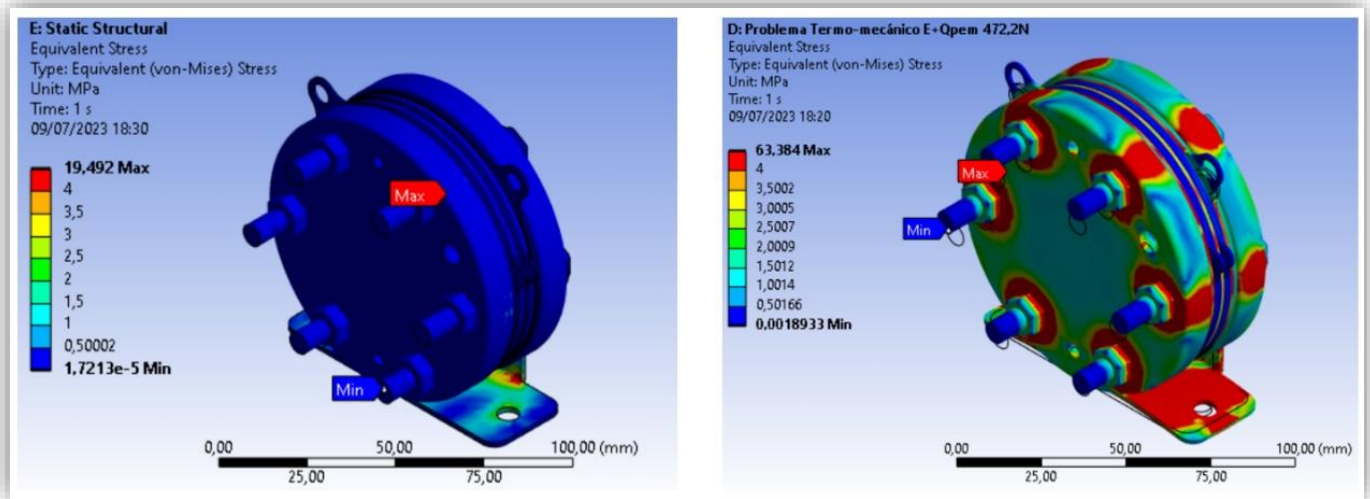 E: Static Structural
Equivalent Stress
Type: Equivalent (von-Mises) Stress
Unit: MPa
Time: 1 s
09/07/2023 18:30
19,492 Max
4
3,5
3
2,5
2
1,5
1
0,50002
1,7213e-5 Min
Max
Min
0,00
50,00
100,00 (mm)
25,00
75,00
D: Problema Termo-mecánico E+Qpem 472,2N
Equivalent Stress
Type: Equivalent (von-Mises) Stress
Unit: MPa
Time: 1 s
09/07/2023 18:20
63,384 Max
4
3,5002
3,0005
2,5007
2,0009
1,5012
1,0014
0,50166
0,0018933 Min
Max
Min
0,00
50,00
100,00 (mm)
25,00
75,00